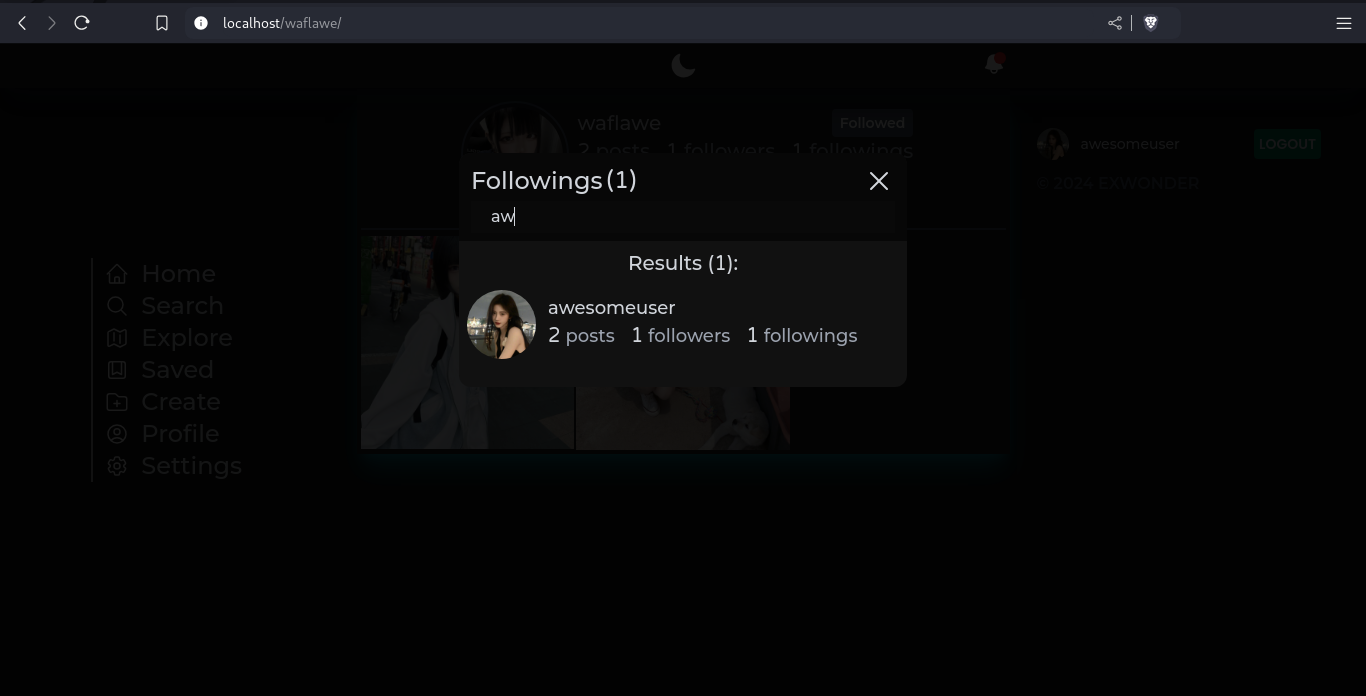 localhost/waflawe/
waflawe
Followed
2 posts 1 followers 1 followings
awesomeuser
LOGOUT
© 2024 EXWONDER
Followings (1)
aw
Results (1):
awesomeuser
2 posts 1 followers 1 followings
Home
Search
Explore
Saved
Create
Profile
Settings